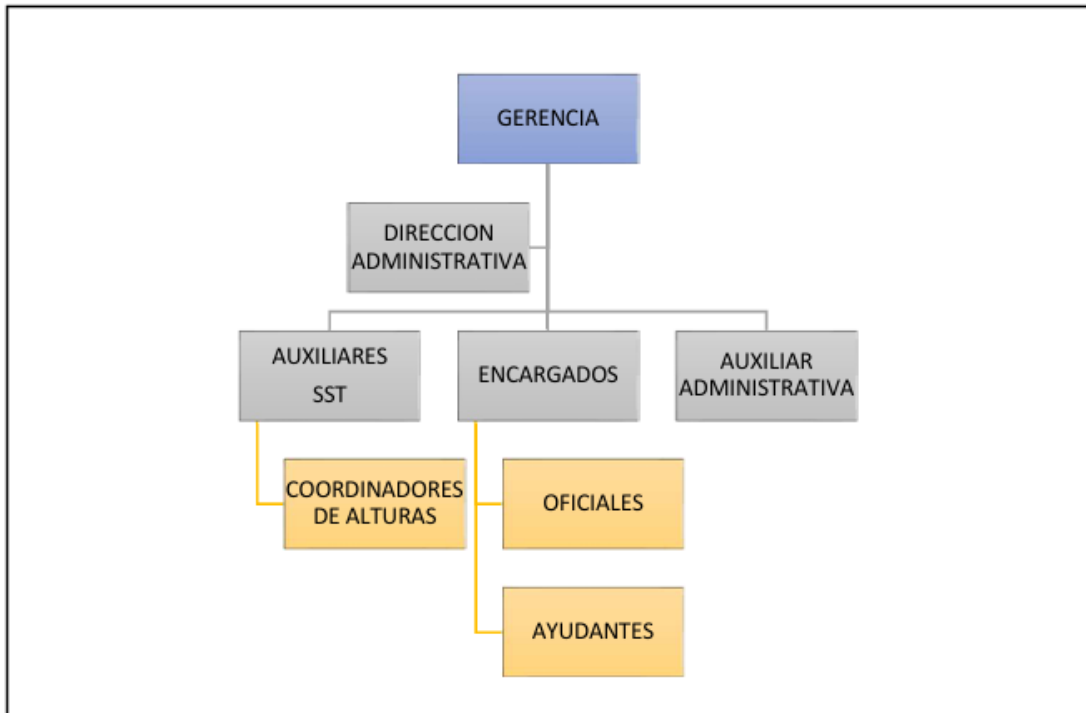 GERENCIA
DIRECCION
ADMINISTRATIVA
AUXILIARES
SST
ENCARGADOS
AUXILIAR
ADMINISTRATIVA
COORDINADORES
DE ALTURAS
OFICIALES
AYUDANTES